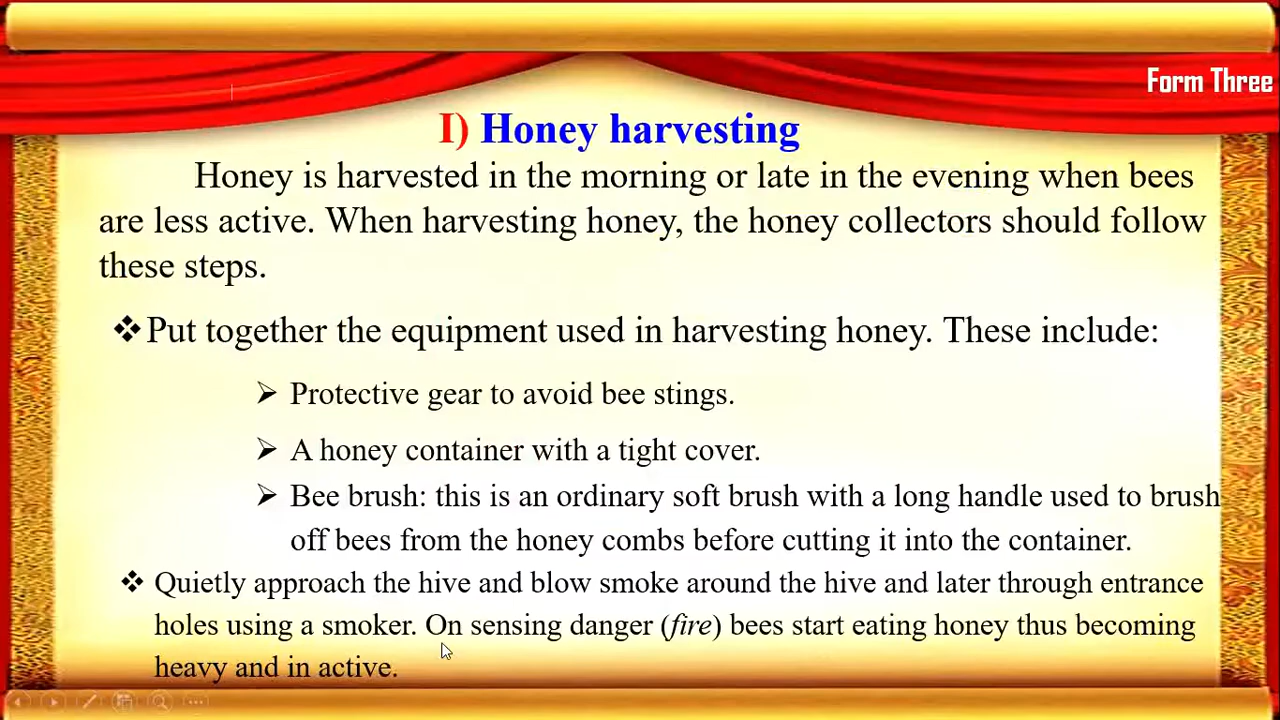 Form Three
I) Honey harvesting
Honey is harvested in the morning or late in the evening when bees
are less active. When harvesting honey, the honey collectors should follow
these steps.
❖Put together the equipment used in harvesting honey. These include:
➢ Protective gear to avoid bee stings.
➢ A honey container with a tight cover.
➢ Bee brush: this is an ordinary soft brush with a long handle used to brush
off bees from the honey combs before cutting it into the container.
❖ Quietly approach the hive and blow smoke around the hive and later through entrance
holes using a smoker. On sensing danger (fire) bees start eating honey thus becoming
heavy and in active.